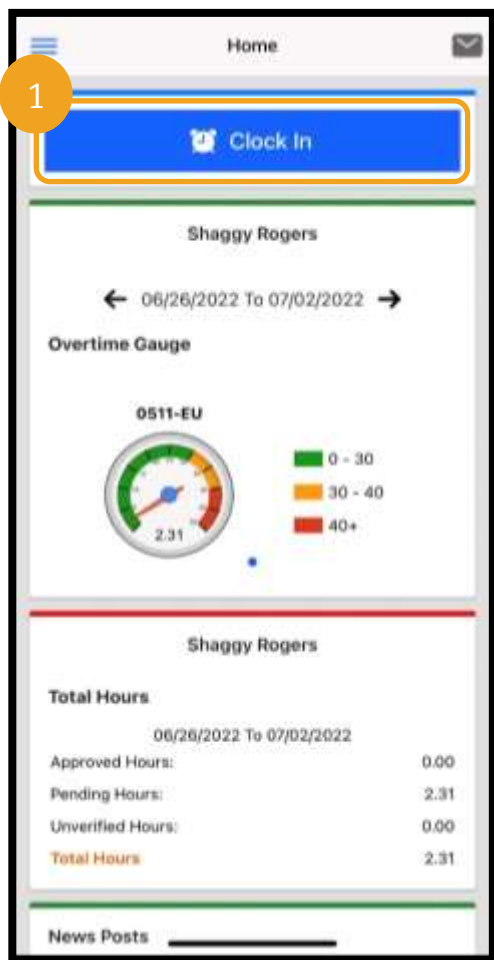 Home
1
Clock In
Shaggy Rogers
06/26/2022 To 07/02/2022
Overtime Gauge
0511-EU
0 - 30
30 - 40
40+
2.31
Shaggy Rogers
Total Hours
06/26/2022 To 07/02/2022
Approved Hours: 0.00
Pending Hours: 2.31
Unverified Hours: 0.00
Total Hours 2.31
News Posts